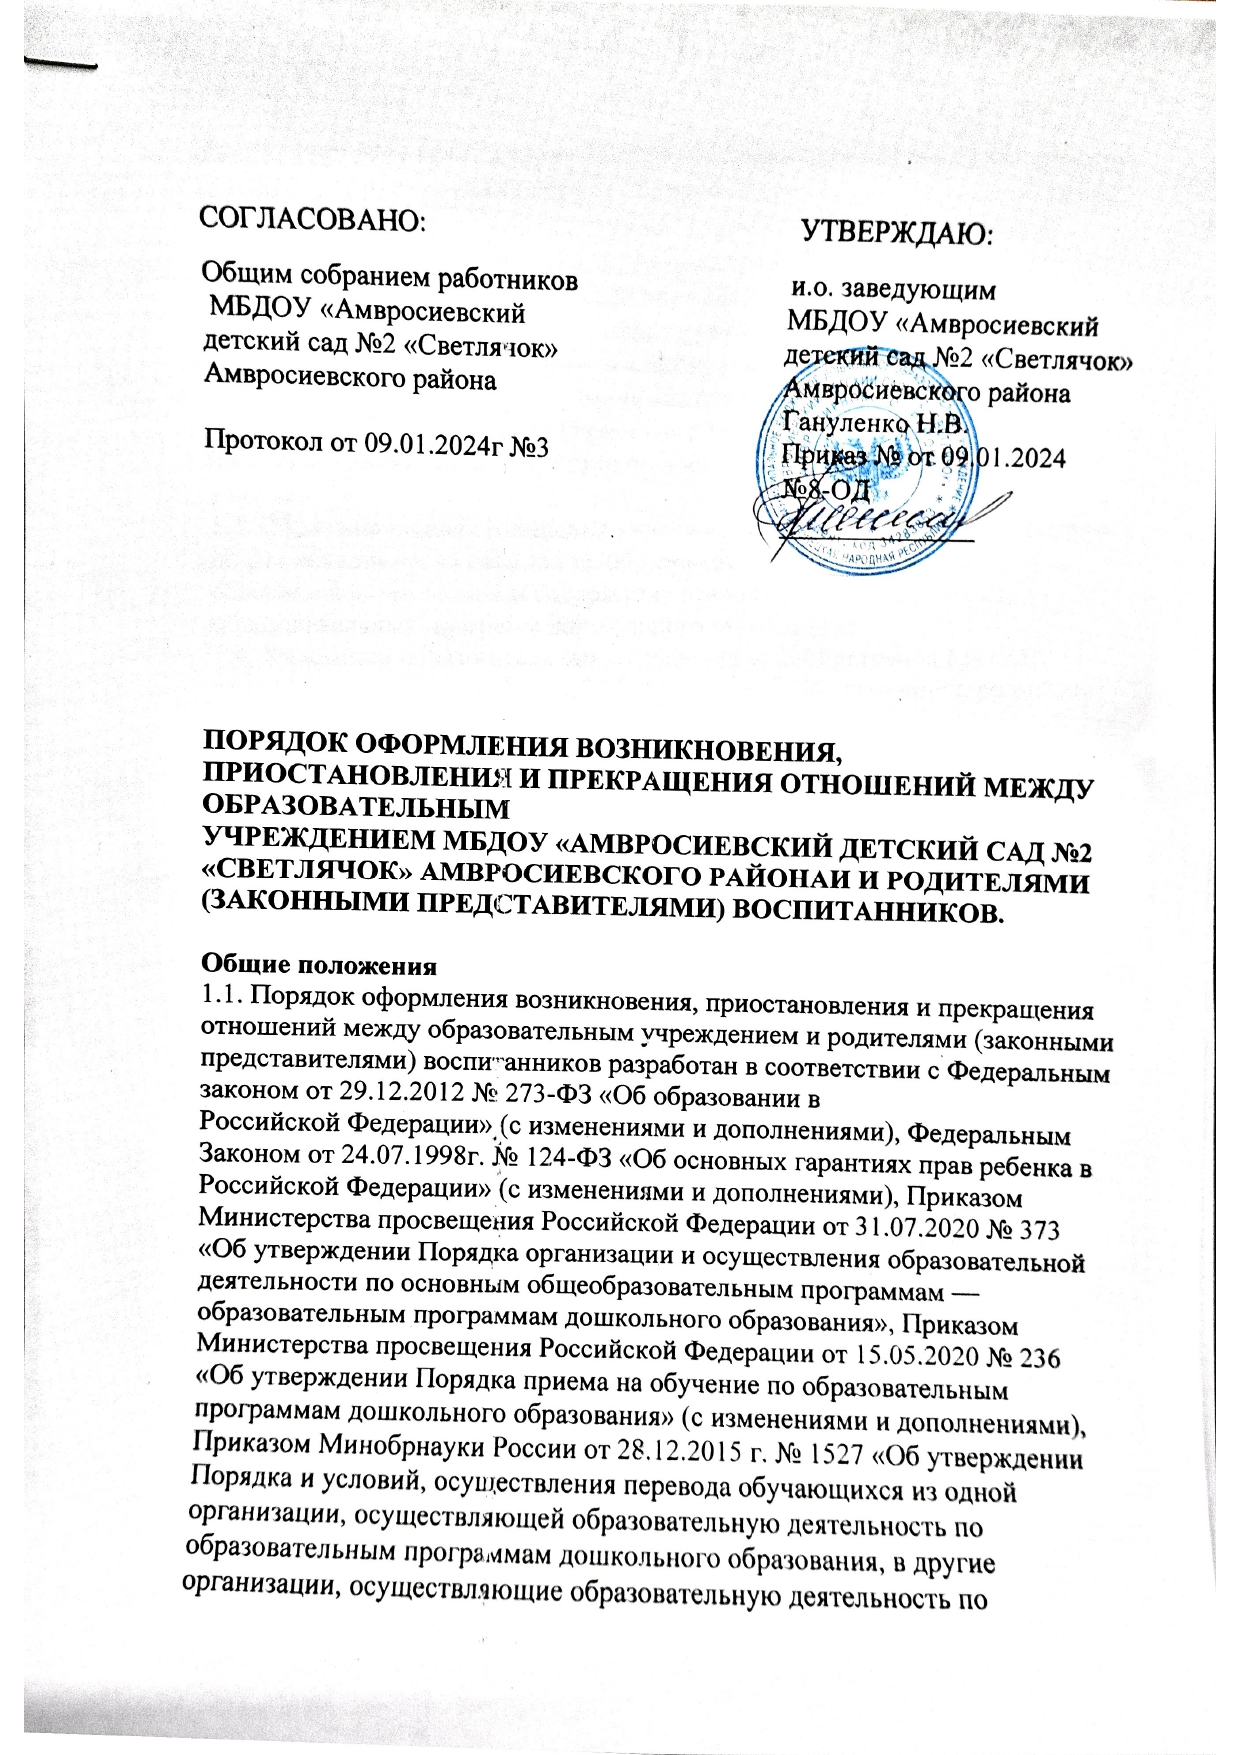 СОГЛАСОВАНО:
Общим собранием работников
МБДОУ «Амвросиевский
детский сад №2 «Светлячок»
Амвросиевского района
Протокол от 09.01.2024г №3
УТВЕРЖДАЮ:
и.о. заведующим
МБДОУ «Амвросиевский
детский сад №2 «Светлячок»
Амвросиевского района
Гануленко Н.В.
Приказ № от 09.01.2024
№8-ОД
НАРОДНАЯ РЕСПУБЛИКА
ПОРЯДОК ОФОРМЛЕНИЯ ВОЗНИКНОВЕНИЯ,
ПРИОСТАНОВЛЕНИЯ И ПРЕКРАЩЕНИЯ ОТНОШЕНИЙ МЕЖДУ
ОБРАЗОВАТЕЛЬНЫМ
УЧРЕЖДЕНИЕМ МБДОУ «АМВРОСИЕВСКИЙ ДЕТСКИЙ САД №2
«СВЕТЛЯЧОК» АМВРОСИЕВСКОГО РАЙОНАИ И РОДИТЕЛЯМИ
(ЗАКОННЫМИ ПРЕДСТАВИТЕЛЯМИ) ВОСПИТАННИКОВ.
Общие положения
1.1. Порядок оформления возникновения, приостановления и прекращения
отношений между образовательным учреждением и родителями (законными
представителями) воспитанников разработан в соответствии с Федеральным
законом от 29.12.2012 № 273-ФЗ «Об образовании в
Российской Федерации» (с изменениями и дополнениями), Федеральным
Законом от 24.07.1998г. № 124-ФЗ «Об основных гарантиях прав ребенка в
Российской Федерации» (с изменениями и дополнениями), Приказом
Министерства просвещения Российской Федерации от 31.07.2020 № 373
«Об утверждении Порядка организации и осуществления образовательной
деятельности по основным общеобразовательным программам —
образовательным программам дошкольного образования», Приказом
Министерства просвещения Российской Федерации от 15.05.2020 № 236
«Об утверждении Порядка приема на обучение по образовательным
программам дошкольного образования» (с изменениями и дополнениями),
Приказом Минобрнауки России от 28.12.2015 г. № 1527 «Об утверждении
Порядка и условий, осуществления перевода обучающихся из одной
организации, осуществляющей образовательную деятельность по
образовательным программам дошкольного образования, в другие
организации, осуществляющие образовательную деятельность по